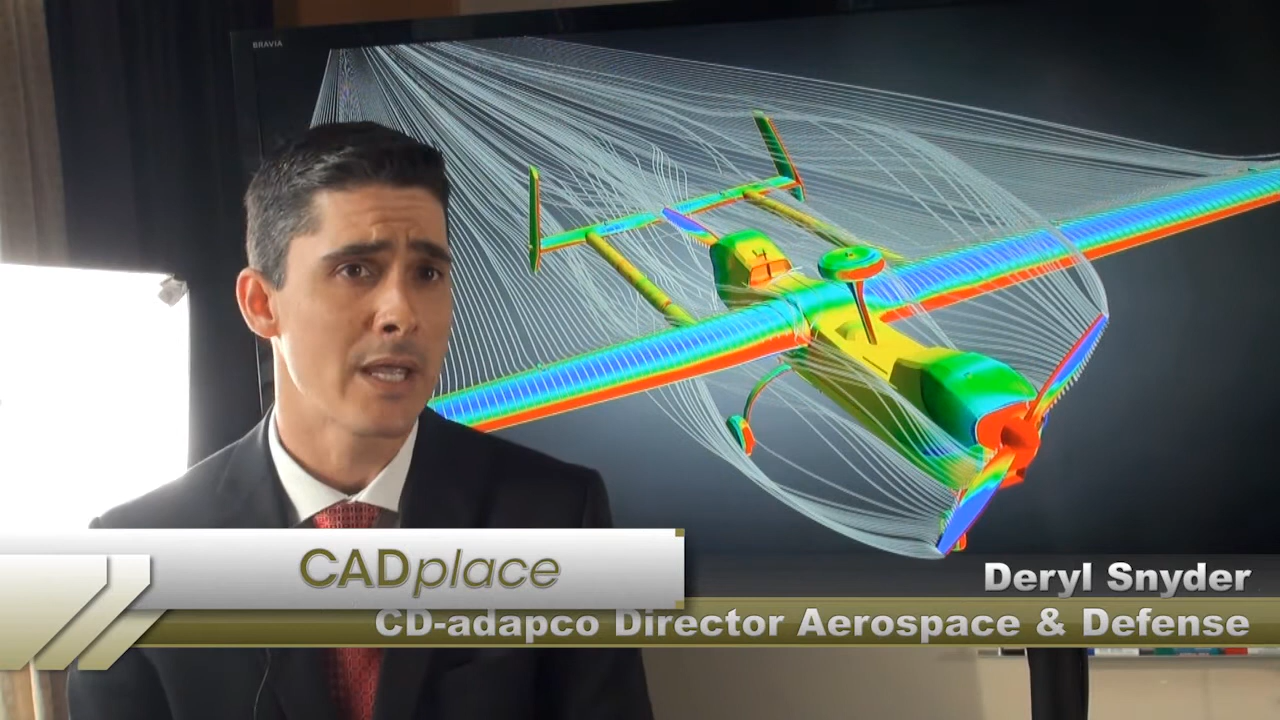 BRAVIA
CADplace
Deryl Snyder
CD-adapco Director Aerospace & Defense